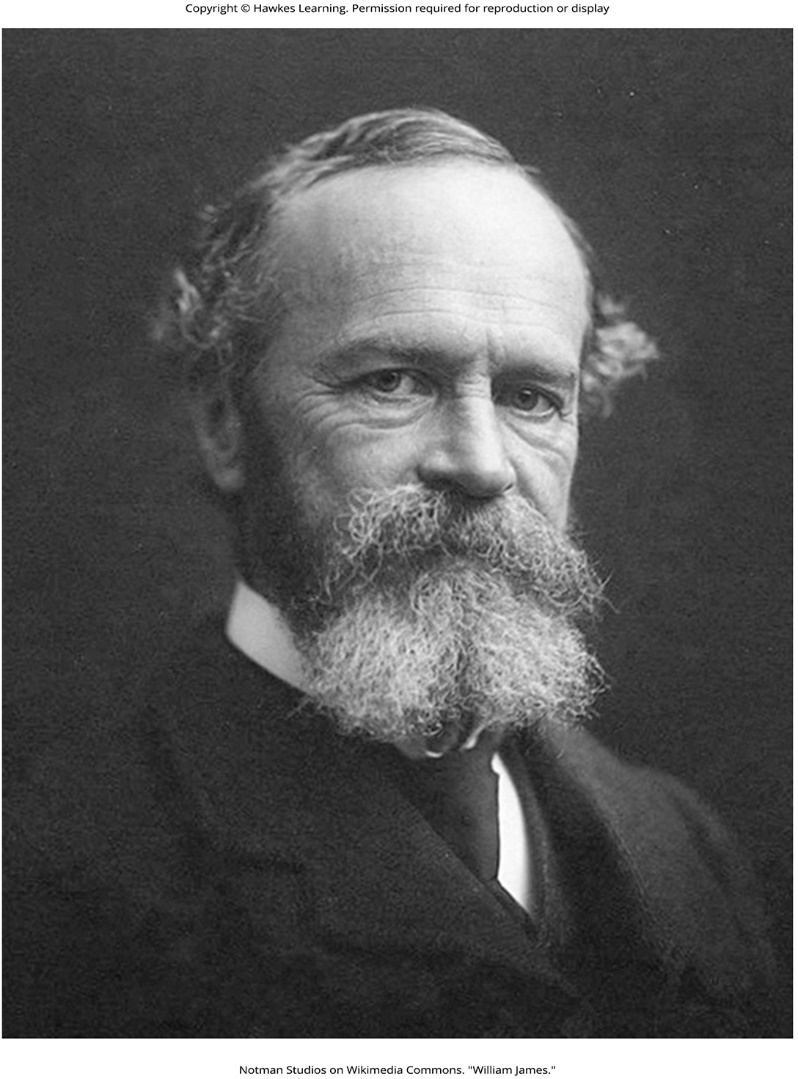 Copyright © Hawkes Learning. Permission required for reproduction or display
Notman Studios on Wikimedia Commons. "William James."